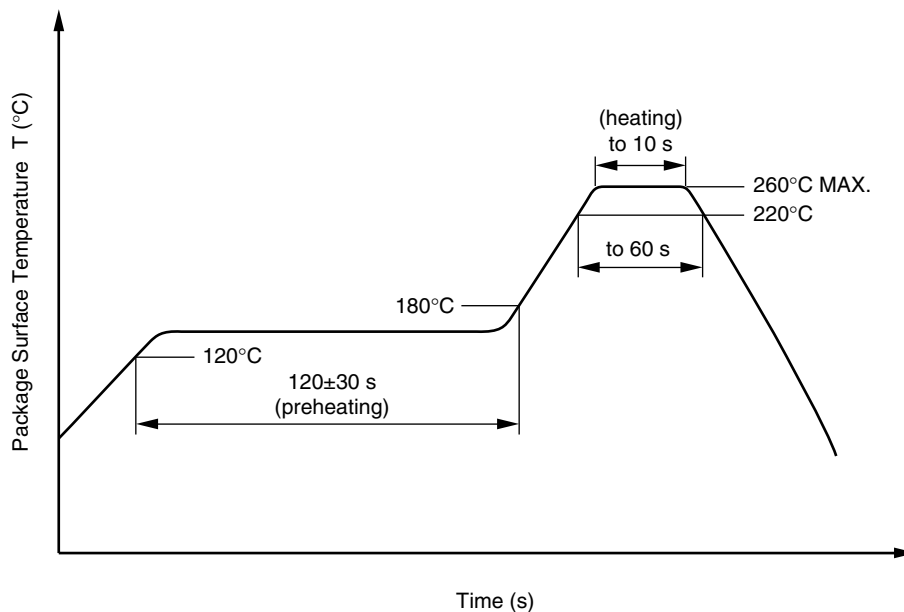 Package Surface Temperature T (°C)
(heating)
to 10 s
260°C MAX.
220°C
to 60 s
180°C
120°C
120±30 s
(preheating)
Time (s)